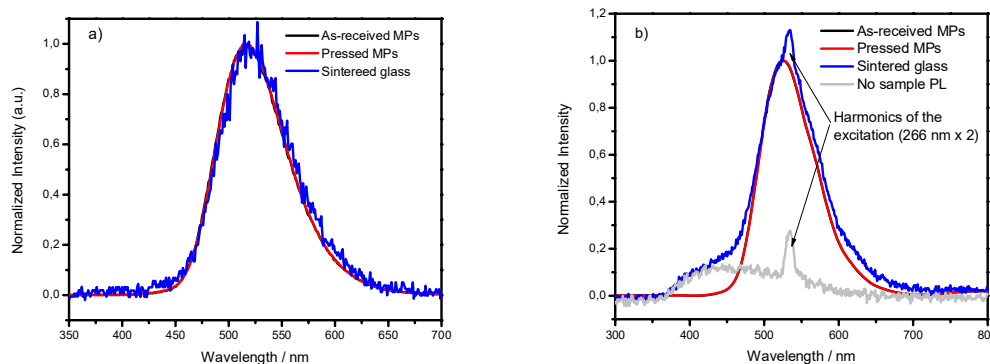 a)
As-received MPs
Pressed MPs
Sintereed glass
Normalized Intensity (a.u.)
1,0
0,8
0,6
0,4
0,2
0,0
350 400 450 500 550 600 650 700
Wavelength / nm
b)
As-received MPs
Pressed MPs
Sintered glass
No sample PL
Harmonics of the
excitation (266 nm x 2)
Normalized Intensity
1,2
1,0
0,8
0,6
0,4
0,2
0,0
300 400 500 600 700 80
Wavelength / nm